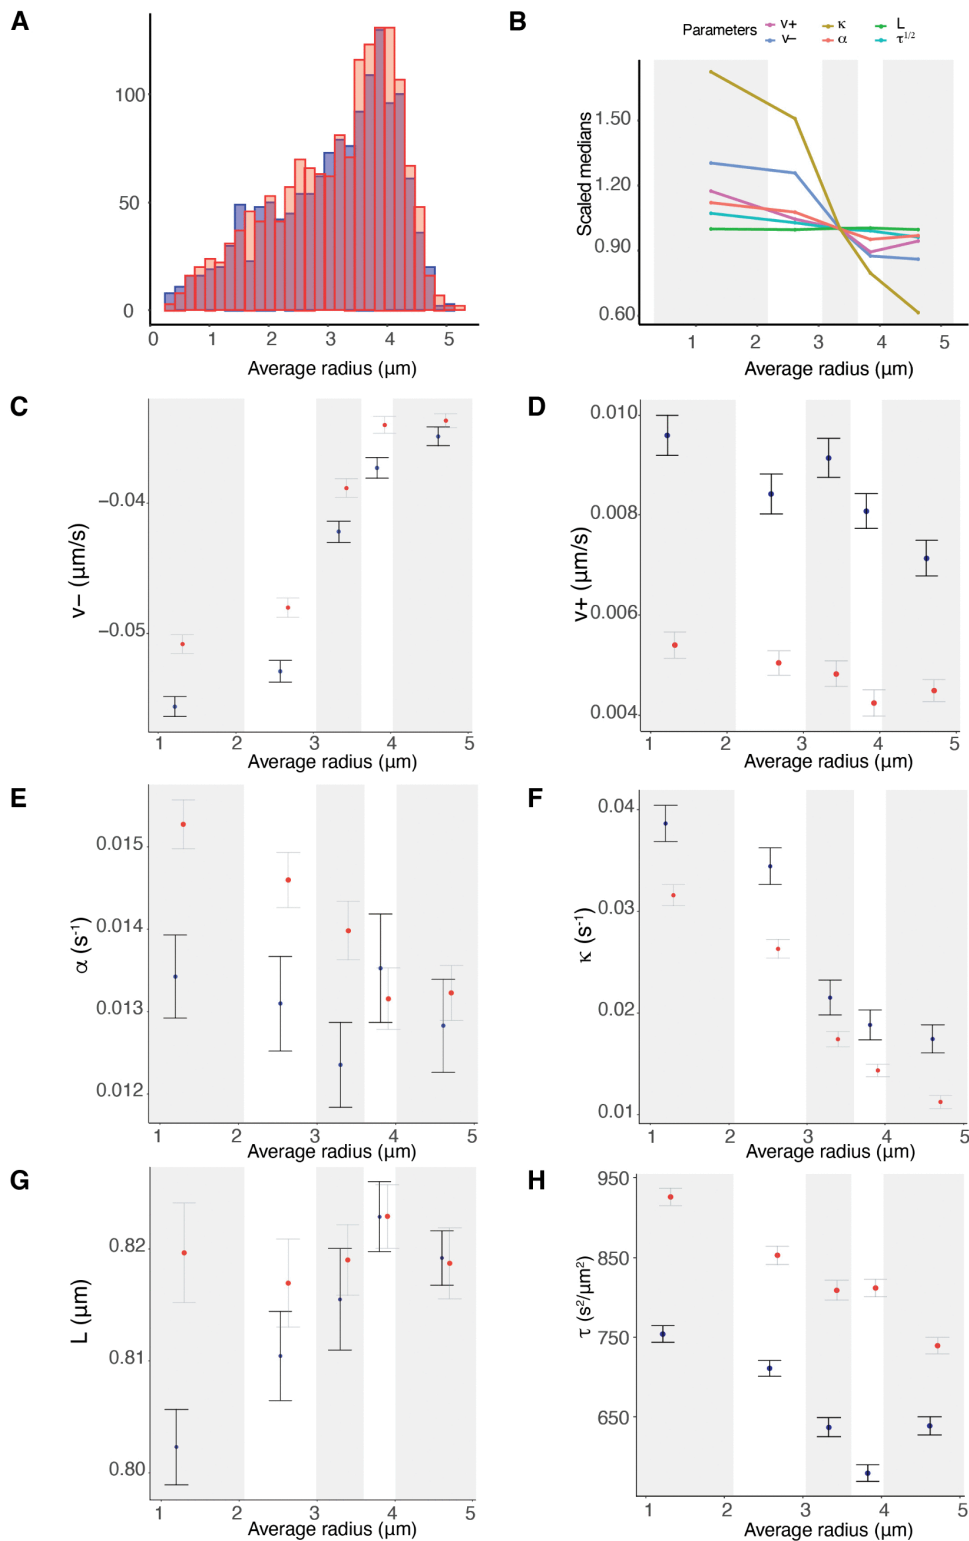 A
100
50
0
0 1 2 3 4 5
Average radius (μm)
B
Parameters v+ κ L
v− α τ1/2
Scaled medians
1.50
1.20
0.90
0.60
1 2 3 4 5
Average radius (μm)
C
v− (μm/s)
−0.04
−0.05
1 2 3 4 5
Average radius (μm)
D
v+ (μm/s)
0.010
0.008
0.006
0.004
1 2 3 4 5
Average radius (μm)
E
α (s-1)
0.015
0.014
0.013
0.012
1 2 3 4 5
Average radius (μm)
F
κ (s-1)
0.04
0.03
0.02
0.01
1 2 3 4 5
Average radius (μm)
G
L (μm)
0.82
0.81
0.80
1 2 3 4 5
Average radius (μm)
H
τ (s2/μm2)
950
850
750
650
1 2 3 4 5
Average radius (μm)